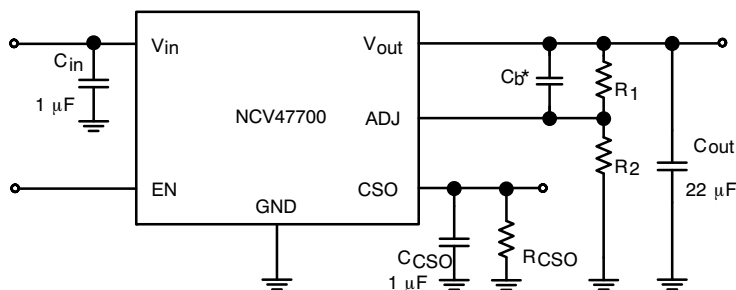 Vin
Vout
Cin
1 μF
Cb*
R1
NCV47700
ADJ
R2
Cout
22 μF
EN
CSO
GND
CCSO
1 μF
RCSO